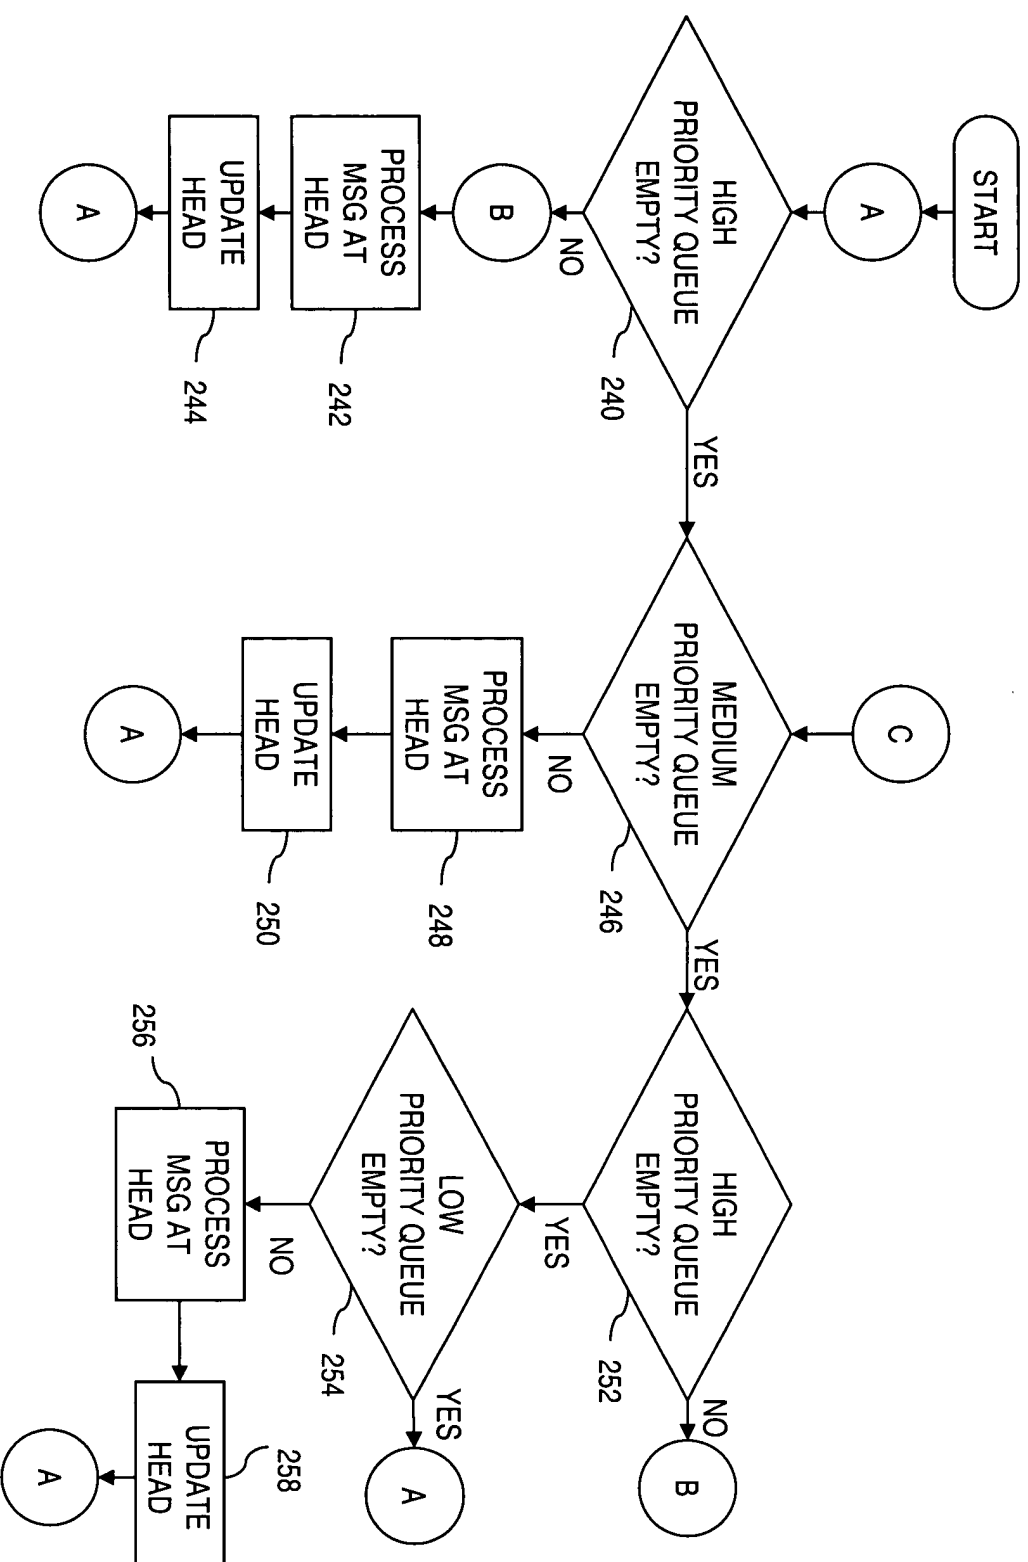 START
A
HIGH
PRIORITY QUEUE
EMPTY?
240
YES
NO
B
PROCESS
MSG AT
HEAD
242
UPDATE
HEAD
244
A
C
MEDIUM
PRIORITY QUEUE
EMPTY?
246
YES
NO
PROCESS
MSG AT
HEAD
248
UPDATE
HEAD
250
A
HIGH
PRIORITY QUEUE
EMPTY?
252
NO
B
YES
LOW
PRIORITY QUEUE
EMPTY?
254
YES
A
NO
PROCESS
MSG AT
HEAD
256
UPDATE
HEAD
258
A